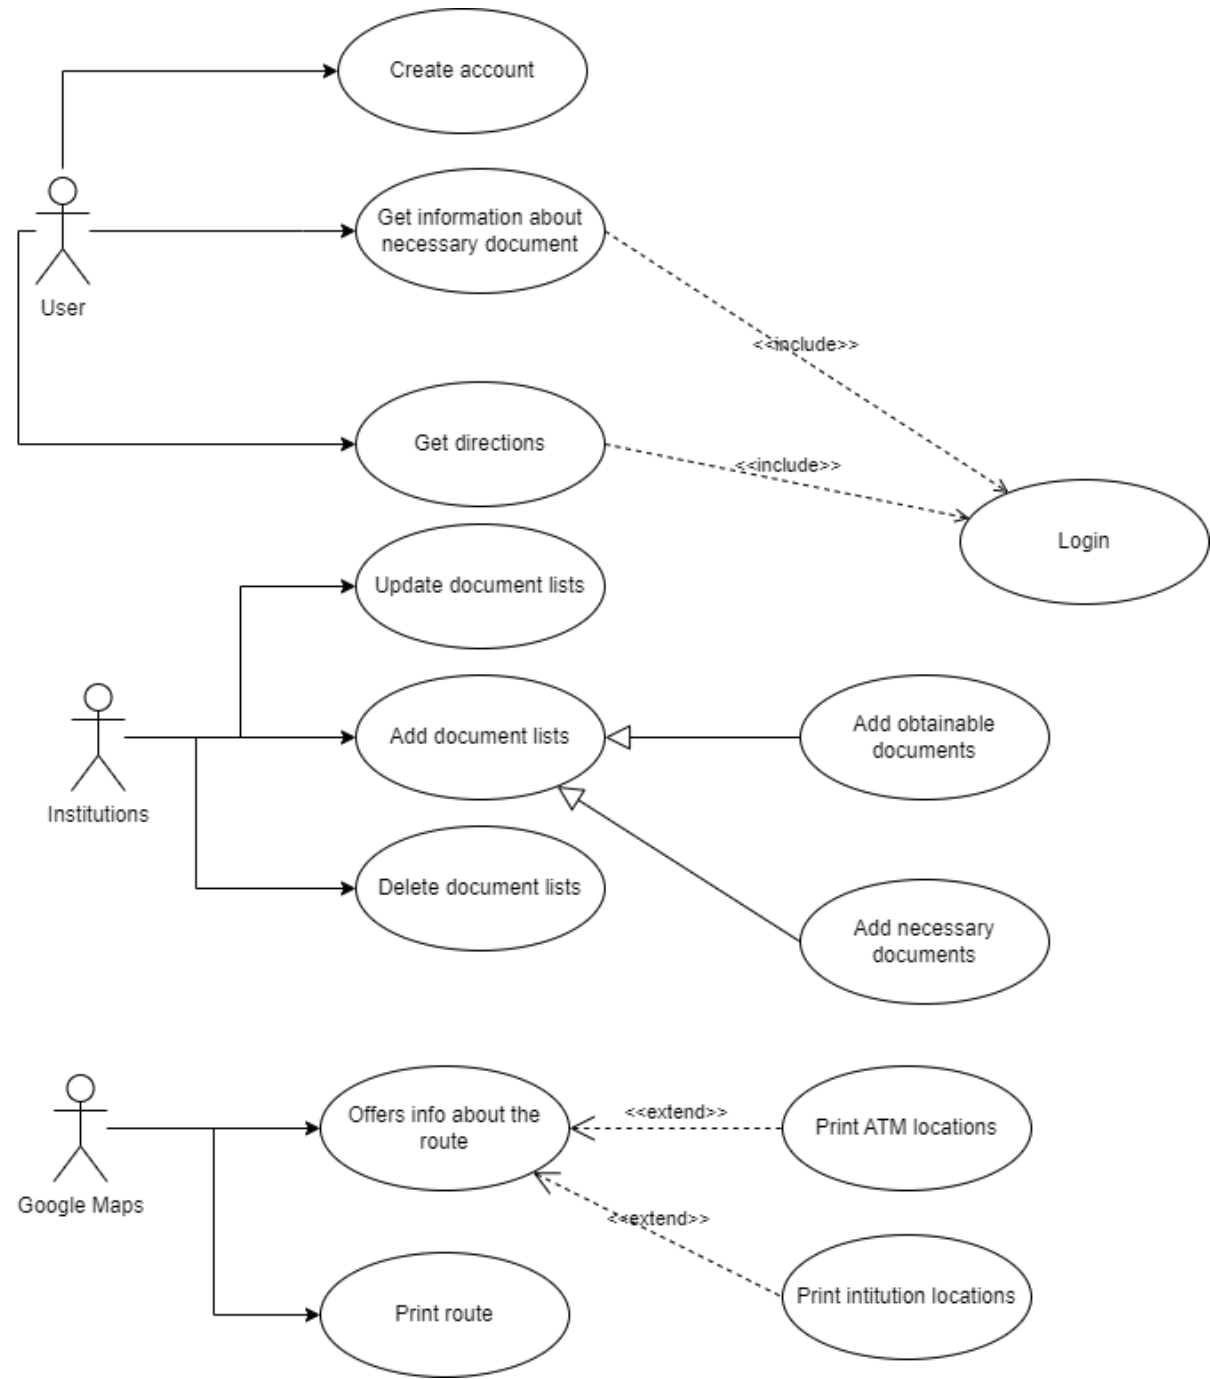 Create account
Get information about
necessary document
User
<<include>>
Get directions
<<include>>
Login
Update document lists
Add document lists
Add obtainable
documents
Institutions
Delete document lists
Add necessary
documents
Offers info about the
route
<<extend>>
Print ATM locations
Google Maps
<<extend>>
Print intitution locations
Print route